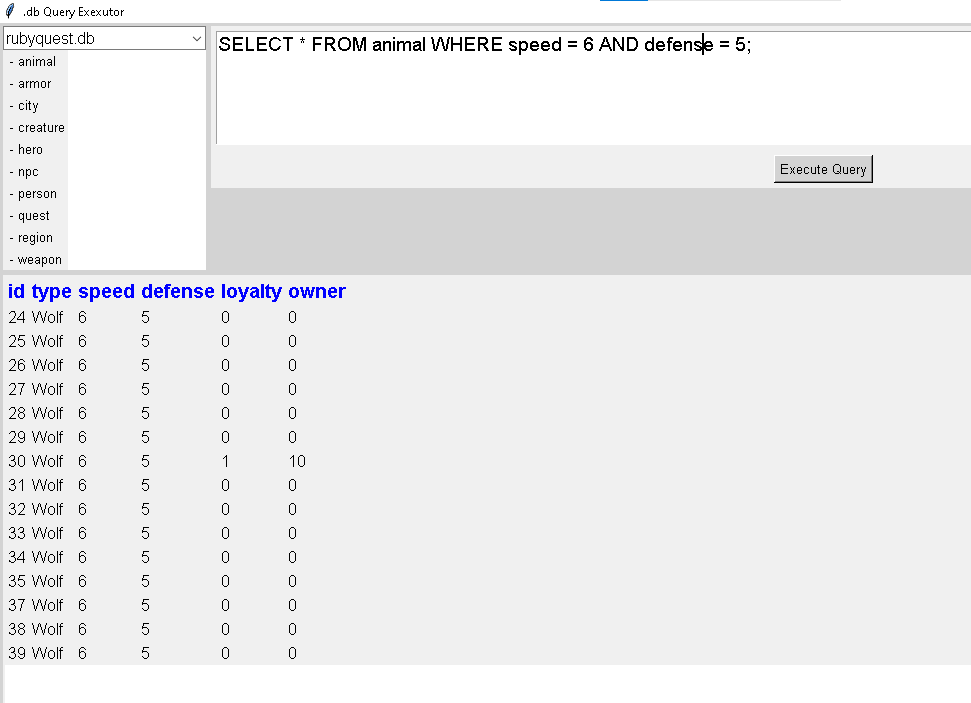 .db Query Exexutor
rubyquest.db
- animal
- armor
- city
- creature
- hero
- npc
- person
- quest
- region
- weapon
SELECT * FROM animal WHERE speed = 6 AND defense = 5;
Execute Query
id type speed defense loyalty owner
24 Wolf 6 5 0 0
25 Wolf 6 5 0 0
26 Wolf 6 5 0 0
27 Wolf 6 5 0 0
28 Wolf 6 5 0 0
29 Wolf 6 5 0 0
30 Wolf 6 5 1 10
31 Wolf 6 5 0 0
32 Wolf 6 5 0 0
33 Wolf 6 5 0 0
34 Wolf 6 5 0 0
35 Wolf 6 5 0 0
37 Wolf 6 5 0 0
38 Wolf 6 5 0 0
39 Wolf 6 5 0 0